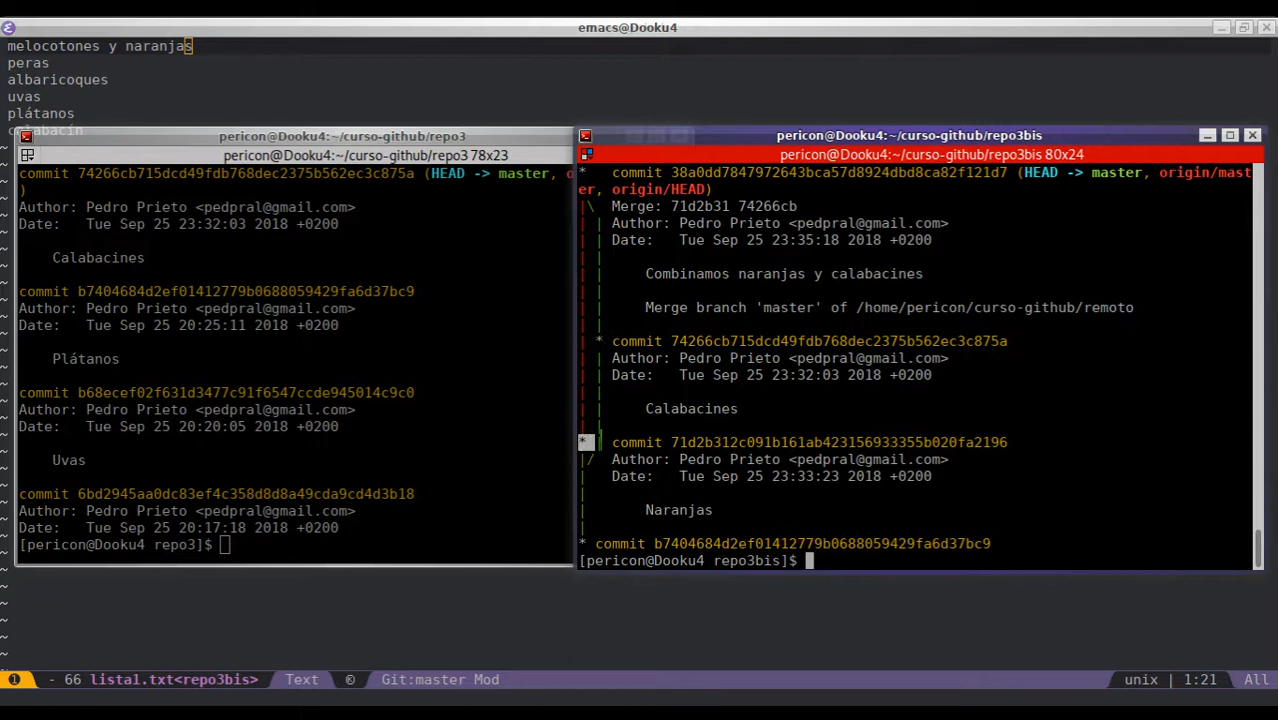 emacs@Dooku4
melocotones y naranjas
peras
albaricoques
uvas
plátanos
calabacín
pericon@Dooku4:~/curso-github/repo3
pericon@Dooku4:~/curso-github/repo3 78x23
commit 74266cb715dcd49fdb768dec2375b562ec3c875a (HEAD -> master, o
)
Author: Pedro Prieto <pedpral@gmail.com>
Date:   Tue Sep 25 23:32:03 2018 +0200
Calabacines
commit b7404684d2ef01412779b0688059429fa6d37bc9
Author: Pedro Prieto <pedpral@gmail.com>
Date:   Tue Sep 25 20:25:11 2018 +0200
Plátanos
commit b68ecef02f631d3477c91f6547ccde945014c9c0
Author: Pedro Prieto <pedpral@gmail.com>
Date:   Tue Sep 25 20:20:05 2018 +0200
Uvas
commit 6bd2945aa0dc83ef4c358d8d8a49cda9cd4d3b18
Author: Pedro Prieto <pedpral@gmail.com>
Date:   Tue Sep 25 20:17:18 2018 +0200
[pericon@Dooku4 repo3]$
pericon@Dooku4:~/curso-github/repo3bis
pericon@Dooku4:~/curso-github/repo3bis 80x24
*   commit 38a0dd7847972643bca57d8924dbd8ca82f121d7 (HEAD -> master, origin/mast
er, origin/HEAD)
|\  Merge: 71d2b31 74266cb
| | Author: Pedro Prieto <pedpral@gmail.com>
| | Date:   Tue Sep 25 23:35:18 2018 +0200
| |
| |     Combinamos naranjas y calabacines
| |
| |     Merge branch 'master' of /home/pericon/curso-github/remoto
| |
| * commit 74266cb715dcd49fdb768dec2375b562ec3c875a
| | Author: Pedro Prieto <pedpral@gmail.com>
| | Date:   Tue Sep 25 23:32:03 2018 +0200
| |
| |     Calabacines
| |
* | commit 71d2b312c091b161ab423156933355b020fa2196
|/  Author: Pedro Prieto <pedpral@gmail.com>
|   Date:   Tue Sep 25 23:33:23 2018 +0200
|
|       Naranjas
|
* commit b7404684d2ef01412779b0688059429fa6d37bc9
[pericon@Dooku4 repo3bis]$
1 - 66 lista1.txt<repo3bis> Text © Git:master Mod unix | 1:21 All